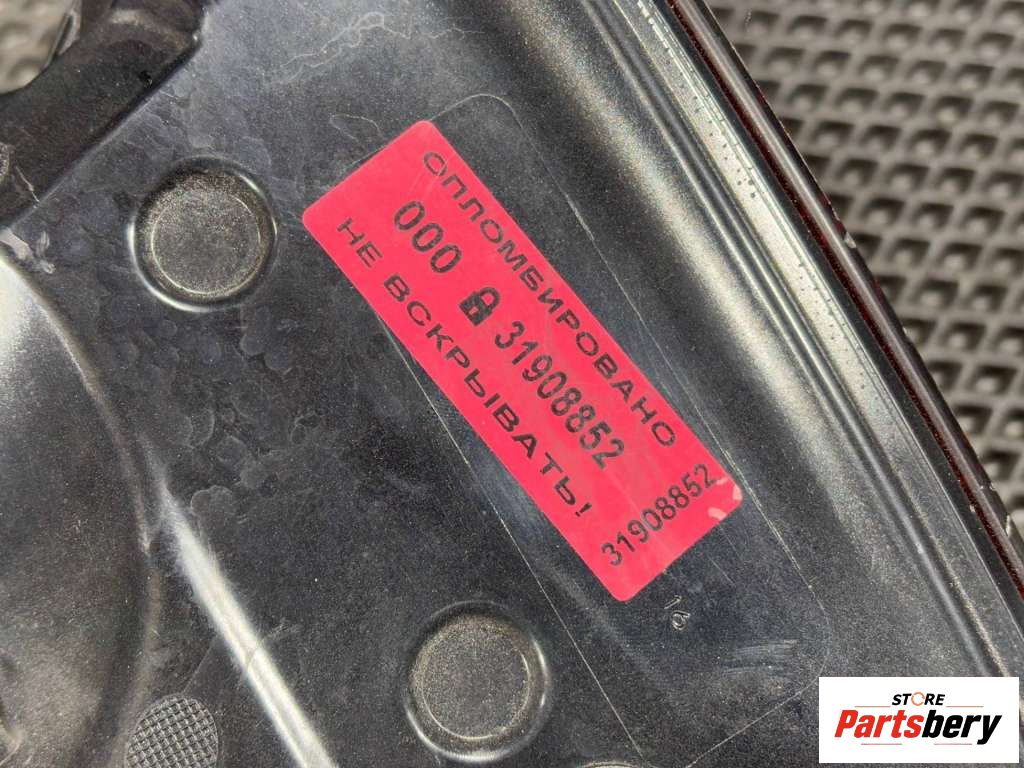 ОПЛОМБИРОВАНО
000 31908852
НЕ ВСКРЫВАТЬ!
31908852
STORE
Partsbery